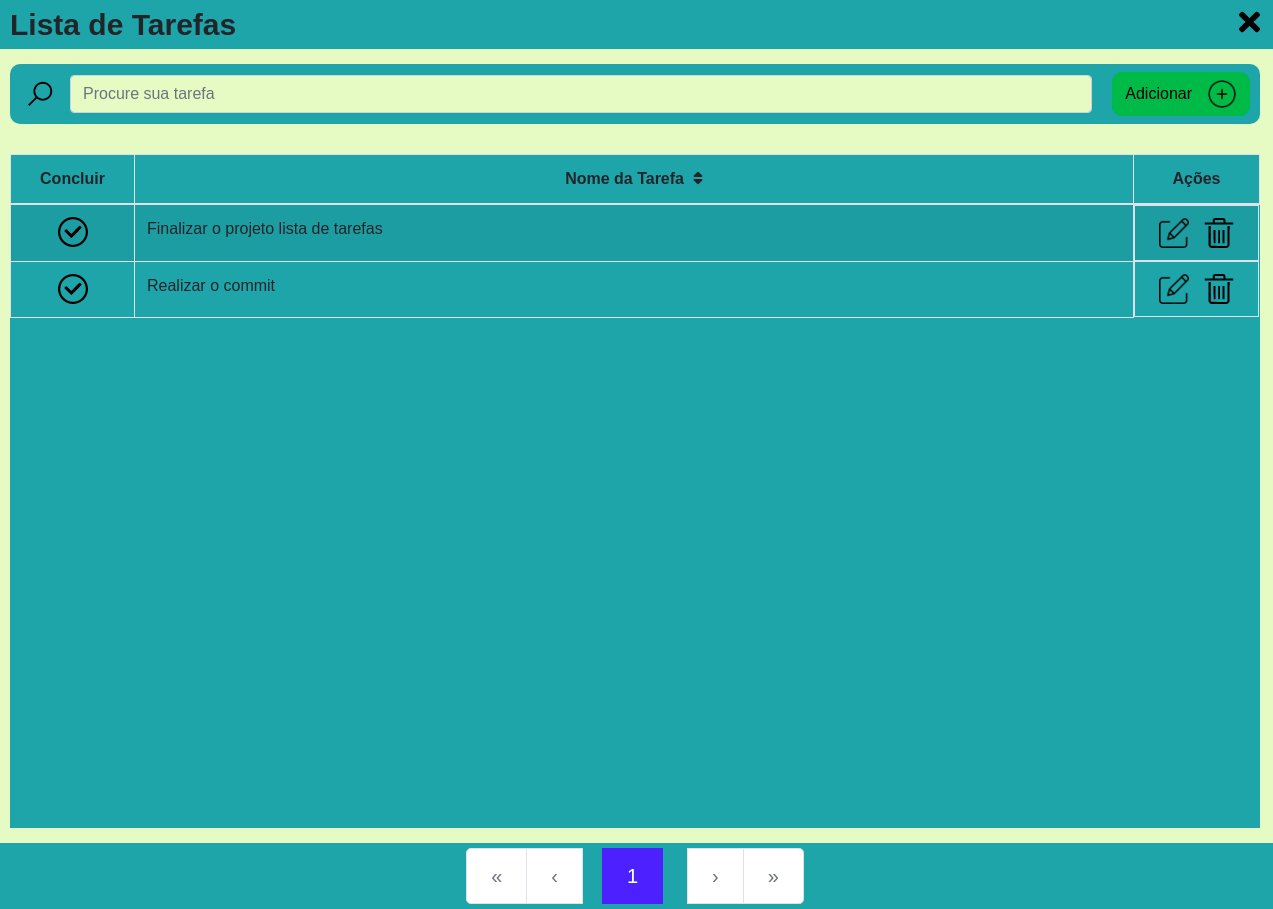 Lista de Tarefas
Procure sua tarefa
Adicionar
Concluir Nome da Tarefa Ações
Finalizar o projeto lista de tarefas
Realizar o commit
« ‹ 1 › »